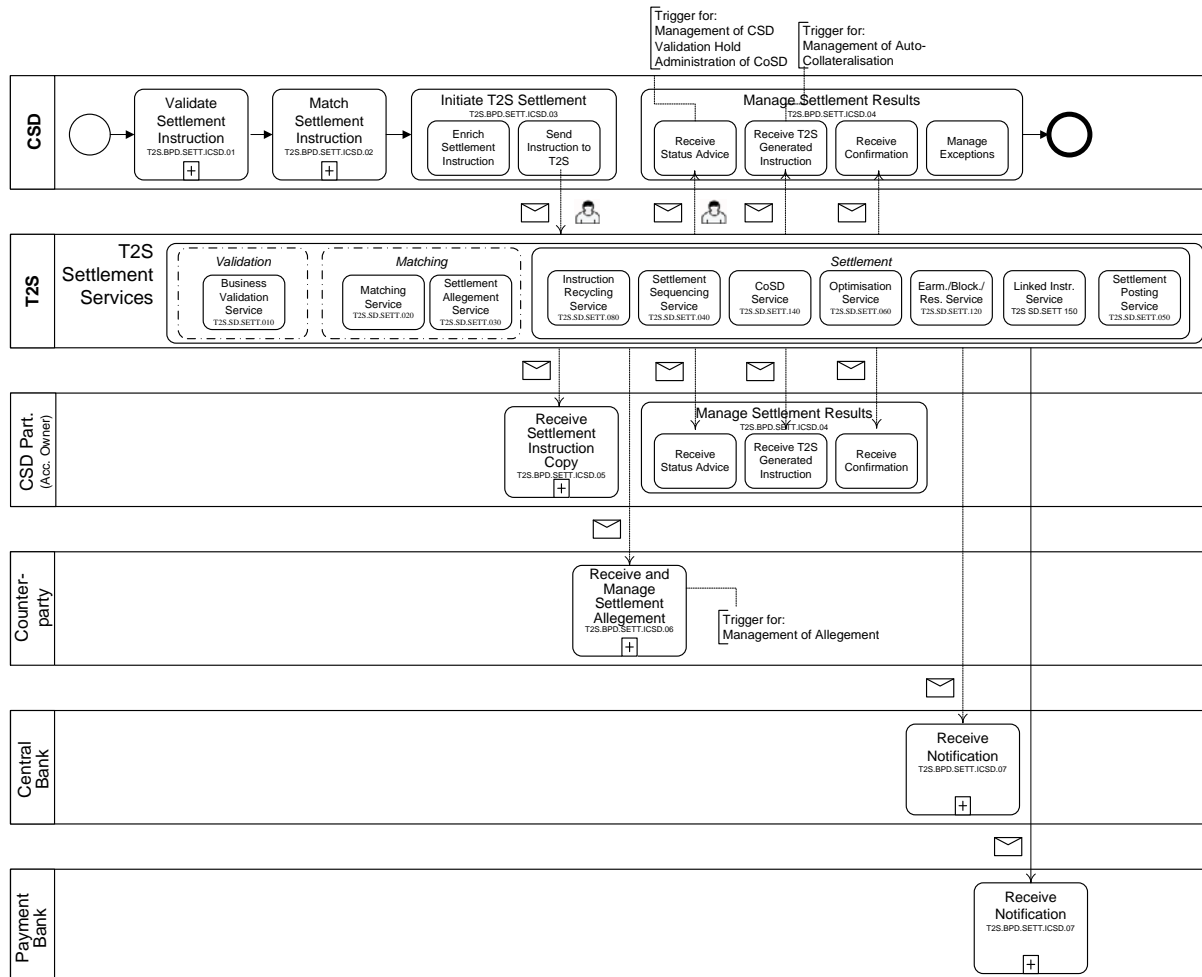 Trigger for:
Management of CSD
Validation Hold
Administration of CoSD
Trigger for:
Management of Auto-
Collateralisation
CSD
Validate
Settlement
Instruction
T2S.BPD.SETT.ICSD.01
+
Match
Settlement
Instruction
T2S.BPD.SETT.ICSD.02
+
Initiate T2S Settlement
T2S.BPD.SETT.ICSD.03
Enrich
Settlement
Instruction
Send
Instruction to
T2S
Manage Settlement Results
T2S.BPD.SETT.ICSD.04
Receive
Status Advice
Receive T2S
Generated
Instruction
Receive
Confirmation
Manage
Exceptions
T2S
T2S
Settlement
Services
Validation
Business
Validation
Service
T2S.SD.SETT.010
Matching
Matching
Service
T2S.SD.SETT.020
Settlement
Allegement
Service
T2S.SD.SETT.030
Settlement
Instruction
Recycling
Service
T2S.SD.SETT.080
Settlement
Sequencing
Service
T2S.SD.SETT.040
CoSD
Service
T2S.SD.SETT.140
Optimisation
Service
T2S.SD.SETT.060
Earm./Block./
Res. Service
T2S.SD.SETT.120
Linked Instr.
Service
T2S SD.SETT 150
Settlement
Posting
Service
T2S.SD.SETT.050
CSD Part.
(Acc. Owner)
Receive
Settlement
Instruction
Copy
T2S.BPD.SETT.ICSD.05
+
Manage Settlement Results
T2S.BPD.SETT.ICSD.04
Receive
Status Advice
Receive T2S
Generated
Instruction
Receive
Confirmation
Counter-
party
Receive and
Manage
Settlement
Allegement
T2S.BPD.SETT.ICSD.06
+
Trigger for:
Management of Allegement
Central
Bank
Receive
Notification
T2S.BPD.SETT.ICSD.07
+
Payment
Bank
Receive
Notification
T2S.BPD.SETT.ICSD.07
+